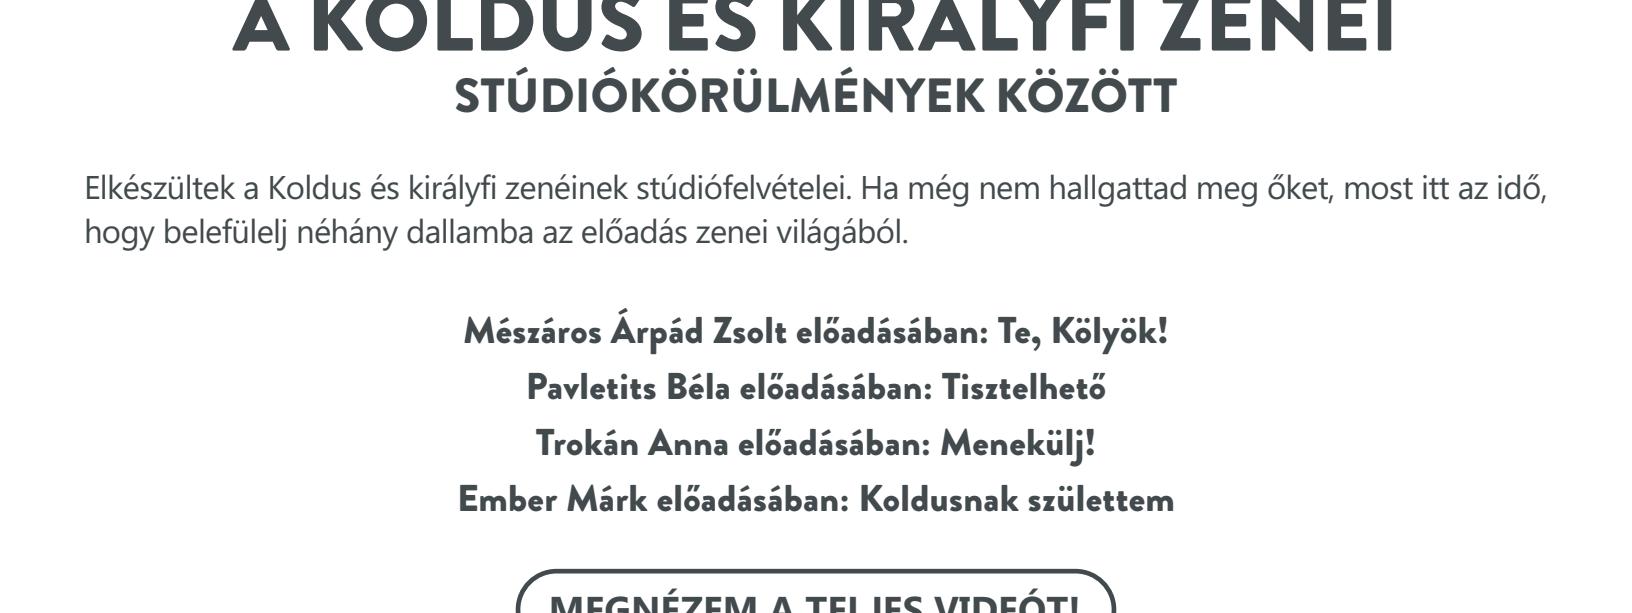 A KOLDUS ÉS KIRÁLYFI ZENEI
STÚDIÓKÖRÜLMÉNYEK KÖZÖTT
Elkészültek a Koldus és királyfi zenéinek stúdiófelvételei. Ha még nem hallgattad meg őket, most itt az idő,
hogy belefülelj néhány dallamba az előadás zenei világából.
Mészáros Árpád Zsolt előadásában: Te, Kölyök!
Pavletits Béla előadásában: Tisztelhető
Trokán Anna előadásában: Menekülj!
Ember Márk előadásában: Koldusnak születtem
MEGNÉZEM A TELJES VIDEÓT!